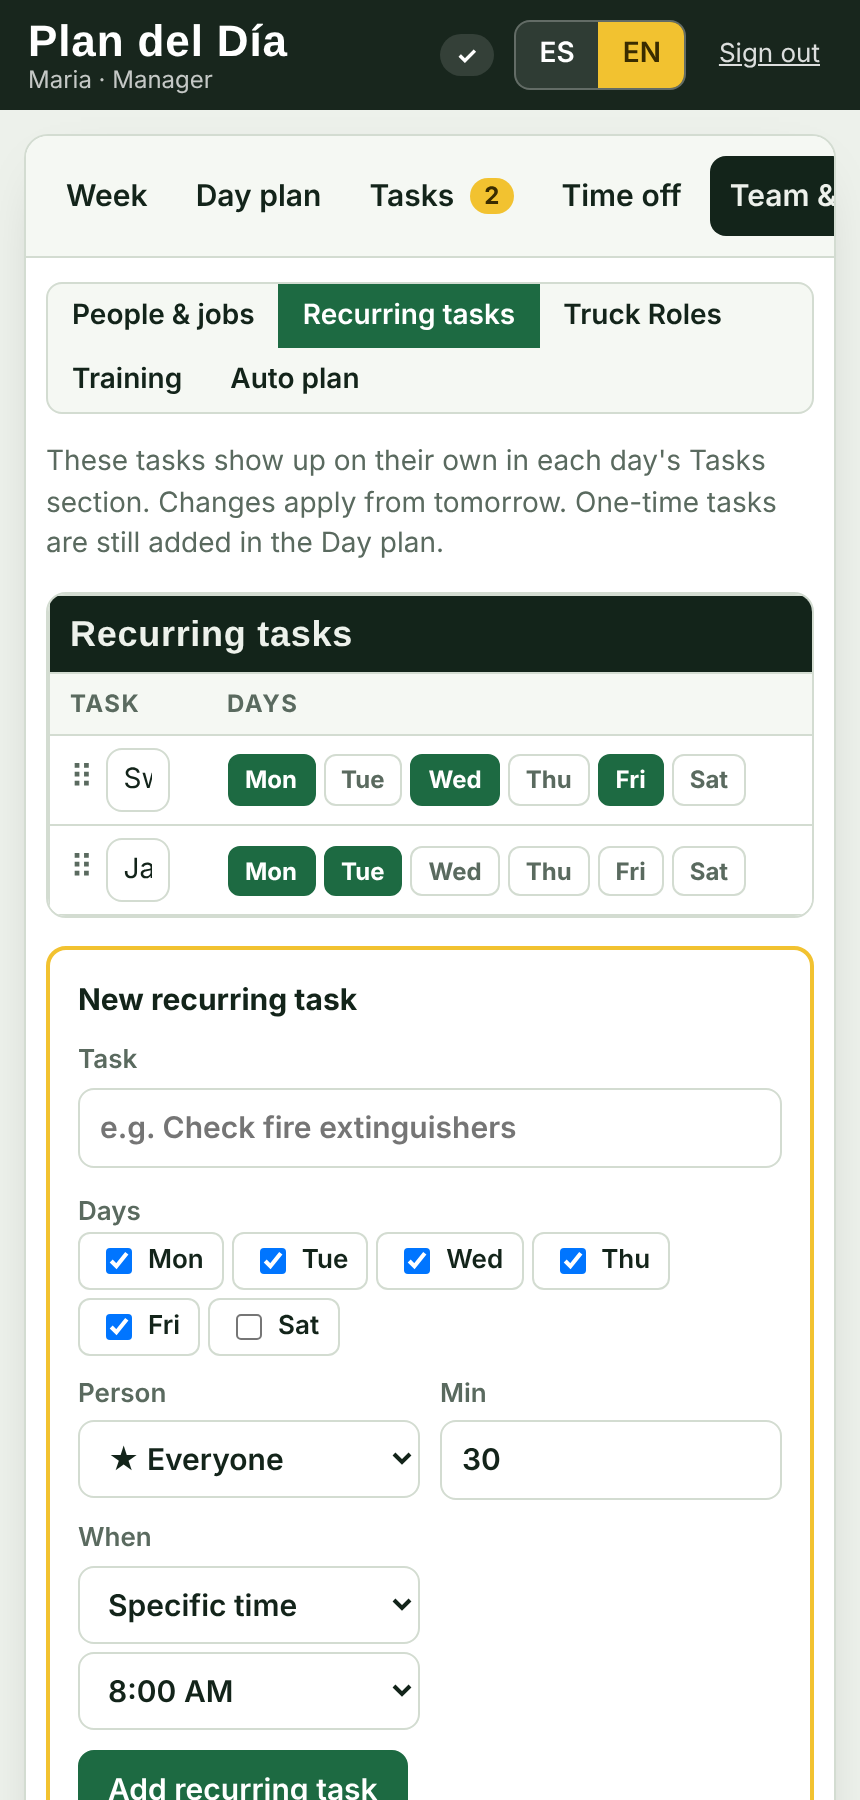 Plan del Día
Maria · Manager
✓
ES
EN
Sign out
Week
Day plan
Tasks 2
Time off
Team &
People & jobs
Recurring tasks
Truck Roles
Training
Auto plan
These tasks show up on their own in each day's Tasks
section. Changes apply from tomorrow. One-time tasks
are still added in the Day plan.
Recurring tasks
TASK DAYS
Sv Mon Tue Wed Thu Fri Sat
Ja Mon Tue Wed Thu Fri Sat
New recurring task
Task
e.g. Check fire extinguishers
Days
Mon Tue Wed Thu
Fri Sat
Person Min
★ Everyone 30
When
Specific time
8:00 AM
Add recurring task